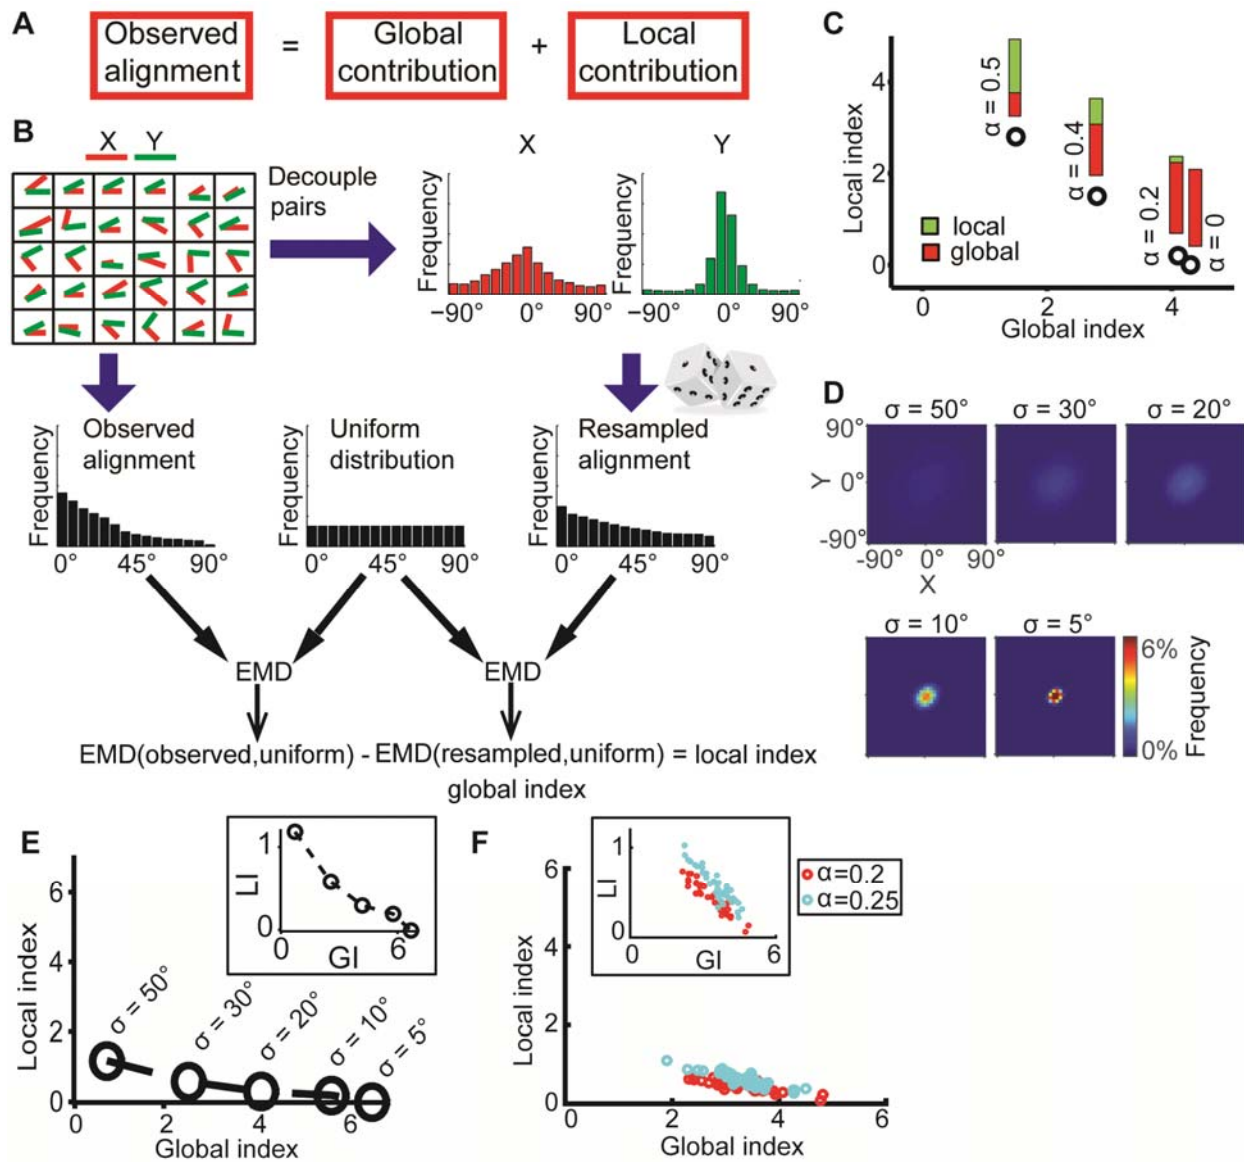 A
Observed
alignment
=
Global
contribution
+
Local
contribution
B
X Y
Decouple
pairs
X
Frequency
−90° 0° 90°
Y
Frequency
−90° 0° 90°
Observed
alignment
Frequency
0° 45° 90°
Uniform
distribution
Frequency
0° 45° 90°
Resampled
alignment
Frequency
0° 45° 90°
EMD
EMD
EMD(observed,uniform) - EMD(resampled,uniform) = local index
global index
C
Local index
4
2
0
α = 0.5
α = 0.4
α = 0.2
α = 0
local
global
0 2 4
Global index
D
σ = 50° σ = 30° σ = 20°
90°
0°
-90°
Y
-90° 0° 90°
X
σ = 10° σ = 5°
6%
0%
Frequency
E
Local index
6
4
2
0
σ = 50°
σ = 30°
σ = 20°
σ = 10°
σ = 5°
0 2 4 6
Global index
1
0
LI
0 6
GI
F
Local index
6
4
2
0
0 2 4 6
Global index
1
0
LI
0 6
GI
α=0.2
α=0.25